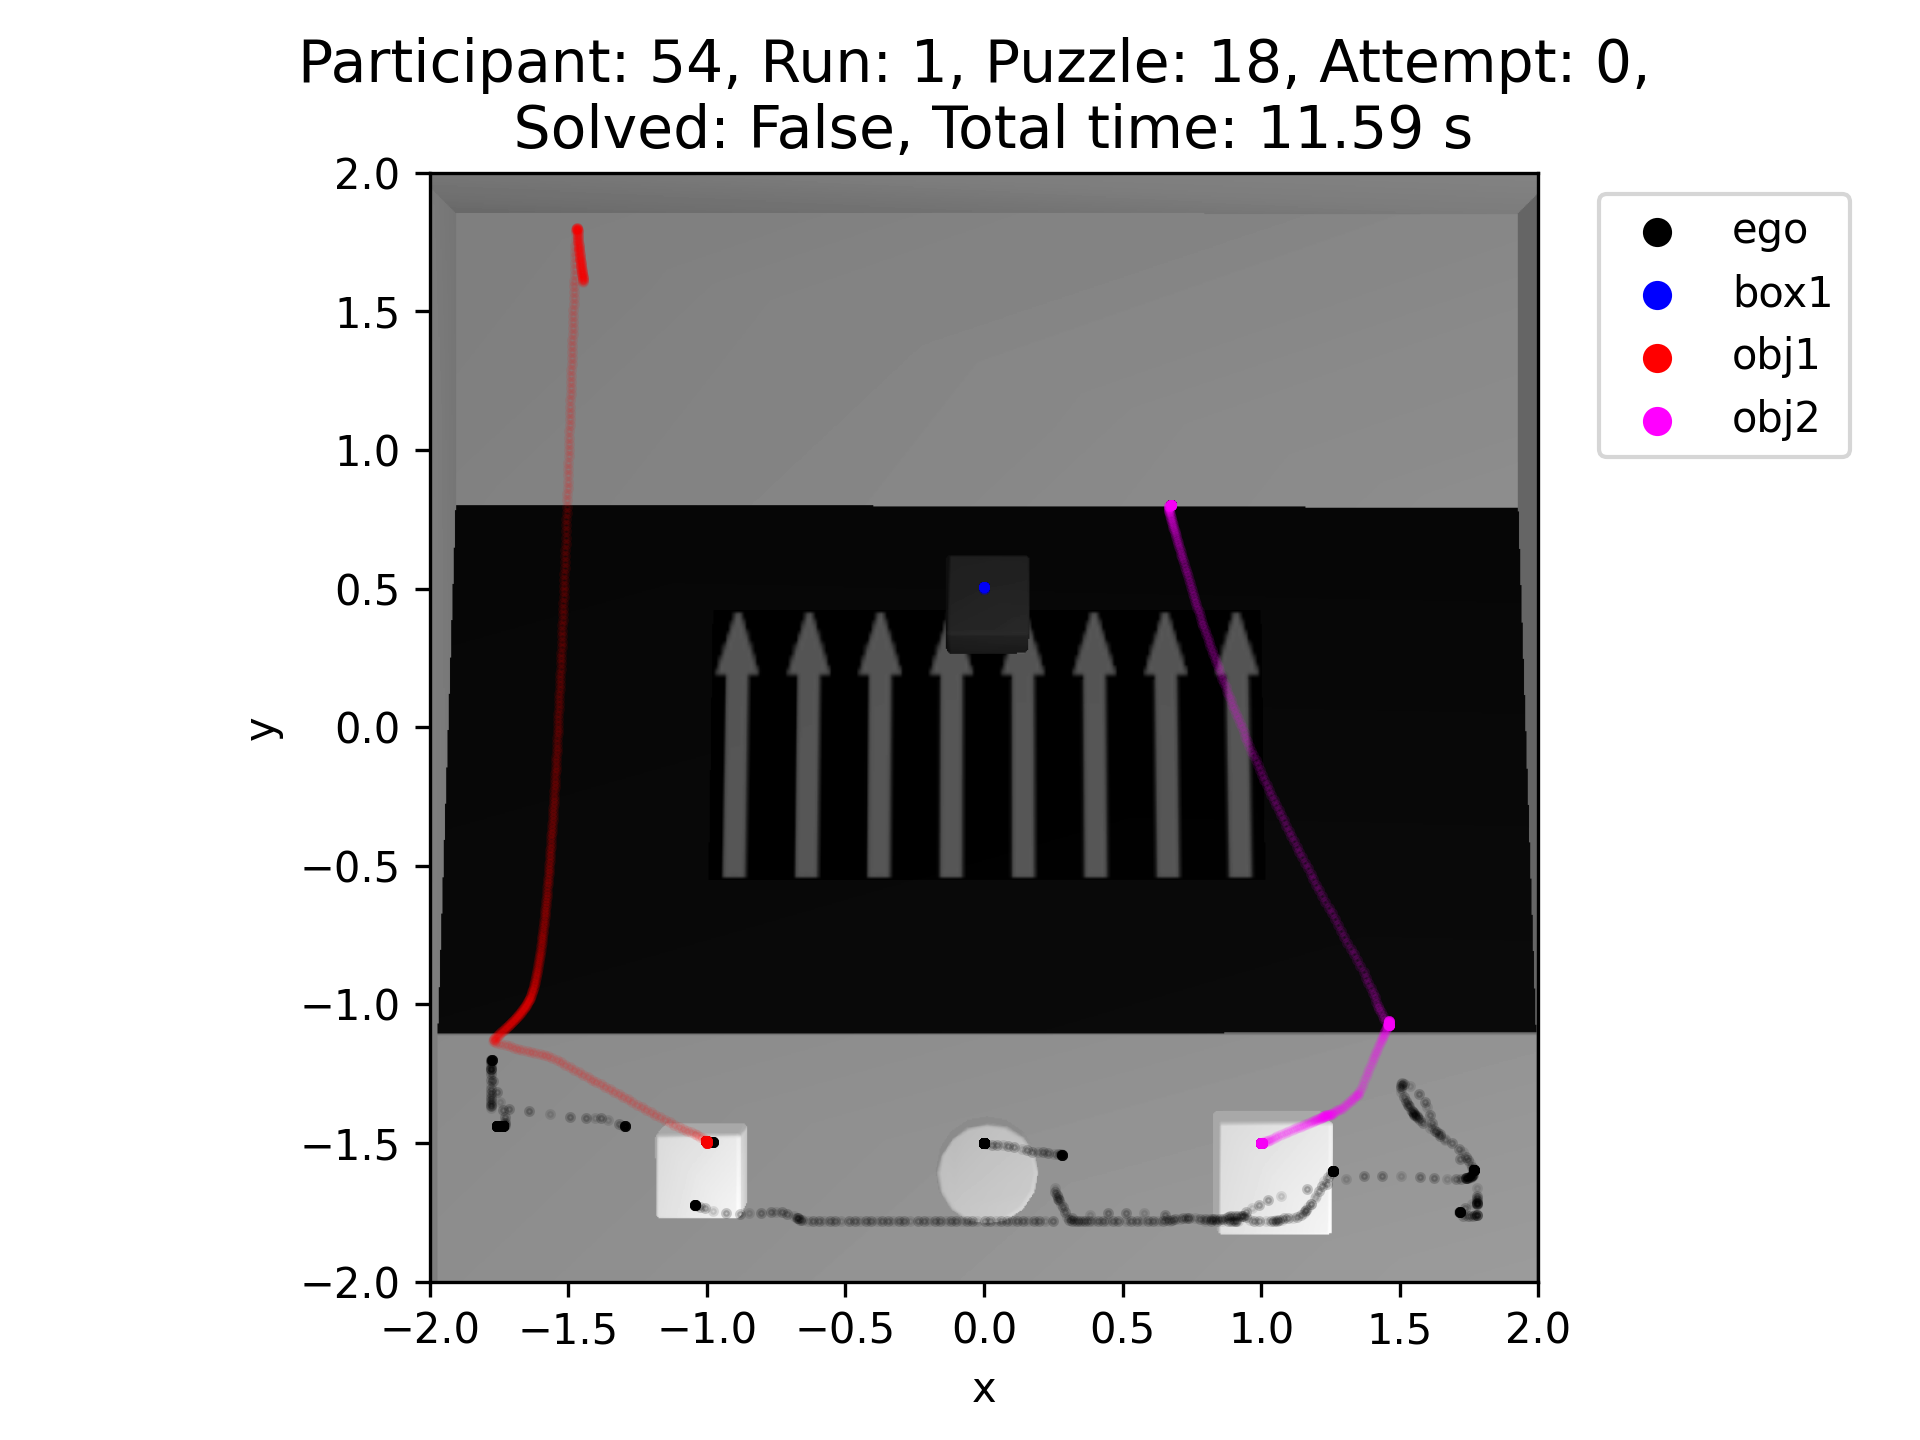 Participant: 54, Run: 1, Puzzle: 18, Attempt: 0,
Solved: False, Total time: 11.59 s
ego
box1
obj1
obj2
2.0
1.5
1.0
0.5
0.0
−0.5
−1.0
−1.5
−2.0
y
−2.0 −1.5 −1.0 −0.5 0.0 0.5 1.0 1.5 2.0
x